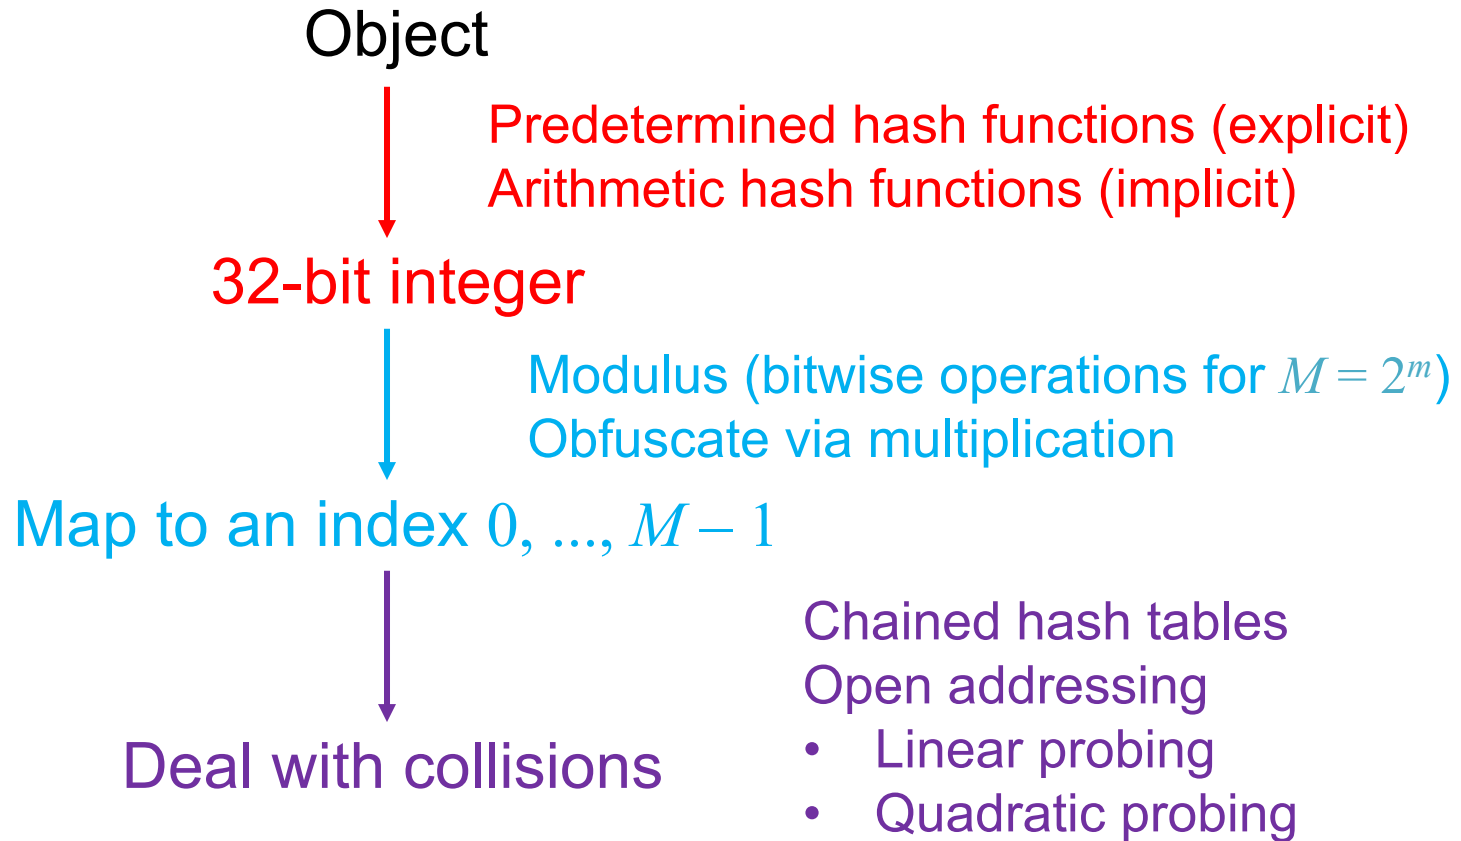 Object
Predetermined hash functions (explicit)
Arithmetic hash functions (implicit)
32-bit integer
Modulus (bitwise operations for M = 2ᵐ)
Obfuscate via multiplication
Map to an index 0, ..., M – 1
Chained hash tables
Open addressing
• Linear probing
Deal with collisions
• Quadratic probing